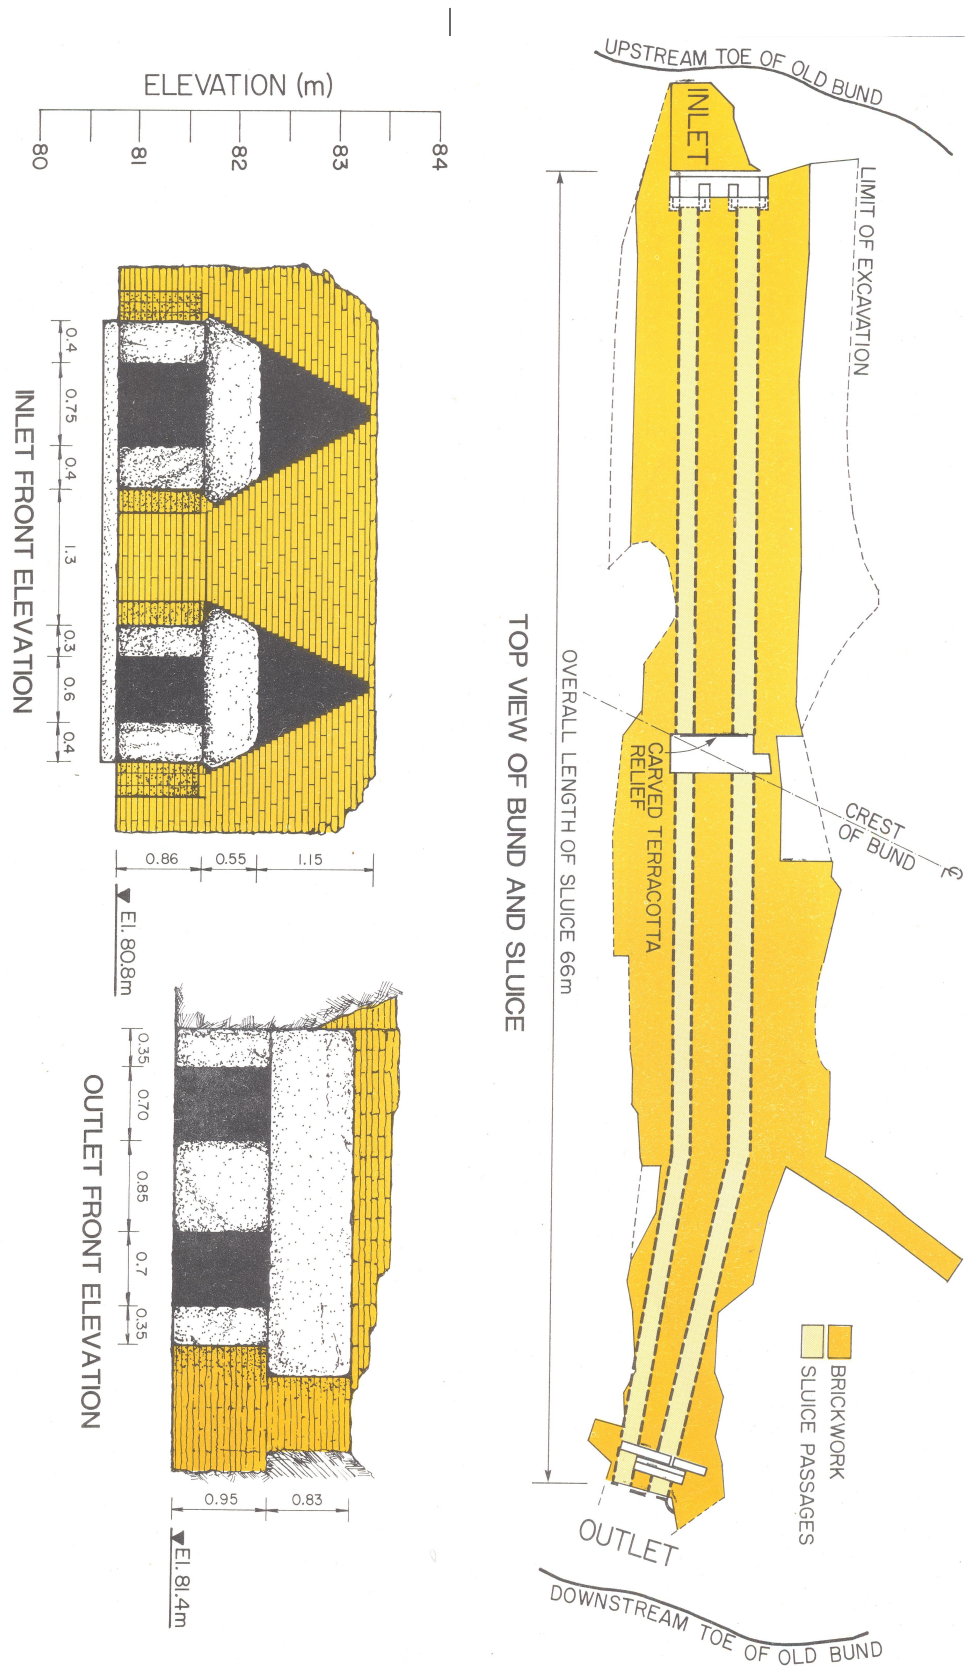 UPSTREAM TOE OF OLD BUND
INLET
LIMIT OF EXCAVATION
OVERALL LENGTH OF SLUICE 66m
CARVED TERRACOTTA
RELIEF
CREST
OF BUND
BRICKWORK
SLUICE PASSAGES
OUTLET
DOWNSTREAM TOE OF OLD BUND
TOP VIEW OF BUND AND SLUICE
ELEVATION (m)
84
83
82
81
80
0.4
0.75
0.4
1.3
0.3
0.6
0.4
1.15
0.55
0.86
El. 80.8m
INLET FRONT ELEVATION
0.35
0.70
0.85
0.7
0.35
0.83
0.95
El. 81.4m
OUTLET FRONT ELEVATION